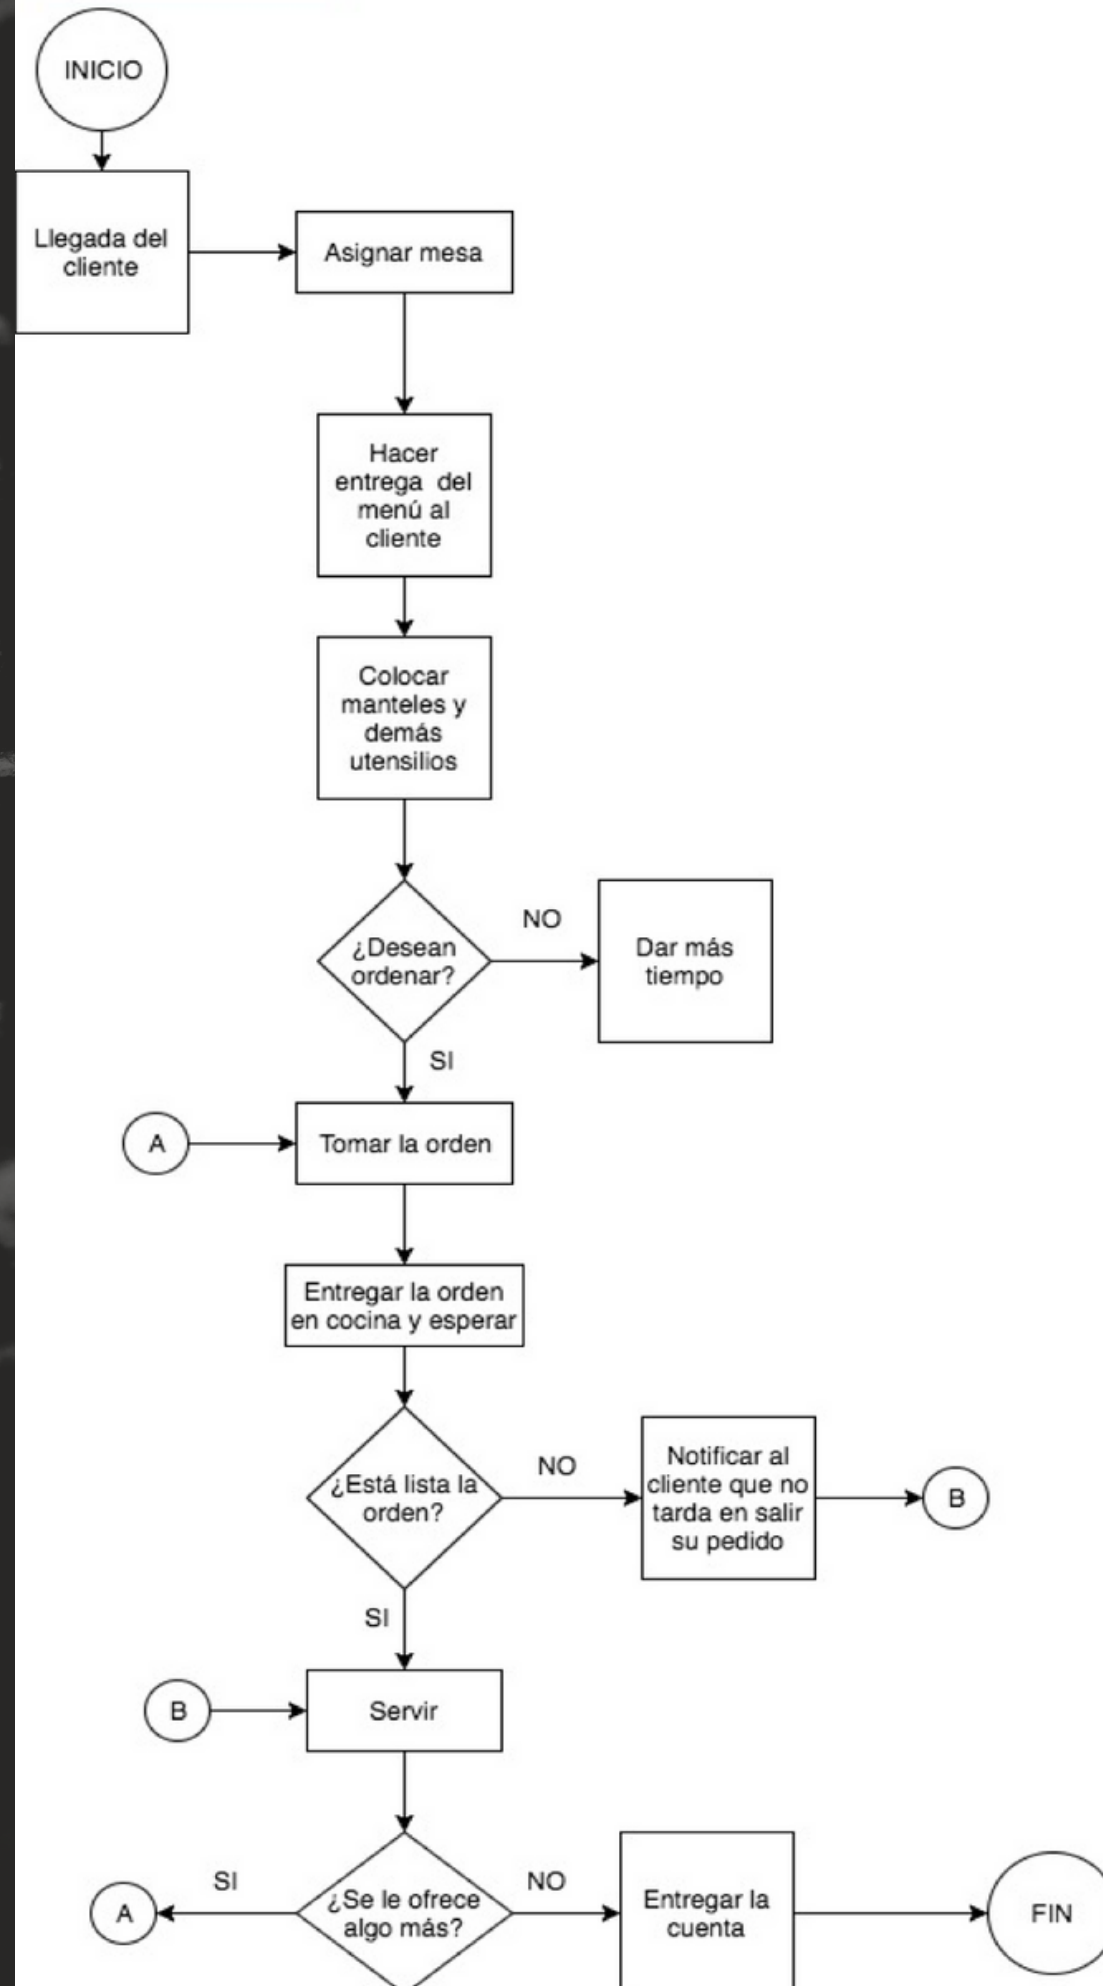 INICIO
Llegada del
cliente
Asignar mesa
Hacer
entrega del
menú al
cliente
Colocar
manteles y
demás
utensilios
¿Desean
ordenar?
NO
Dar más
tiempo
SI
A
Tomar la orden
Entregar la orden
en cocina y esperar
¿Está lista la
orden?
NO
Notificar al
cliente que no
tarda en salir
su pedido
B
SI
B
Servir
¿Se le ofrece
algo más?
SI
A
NO
Entregar la
cuenta
FIN